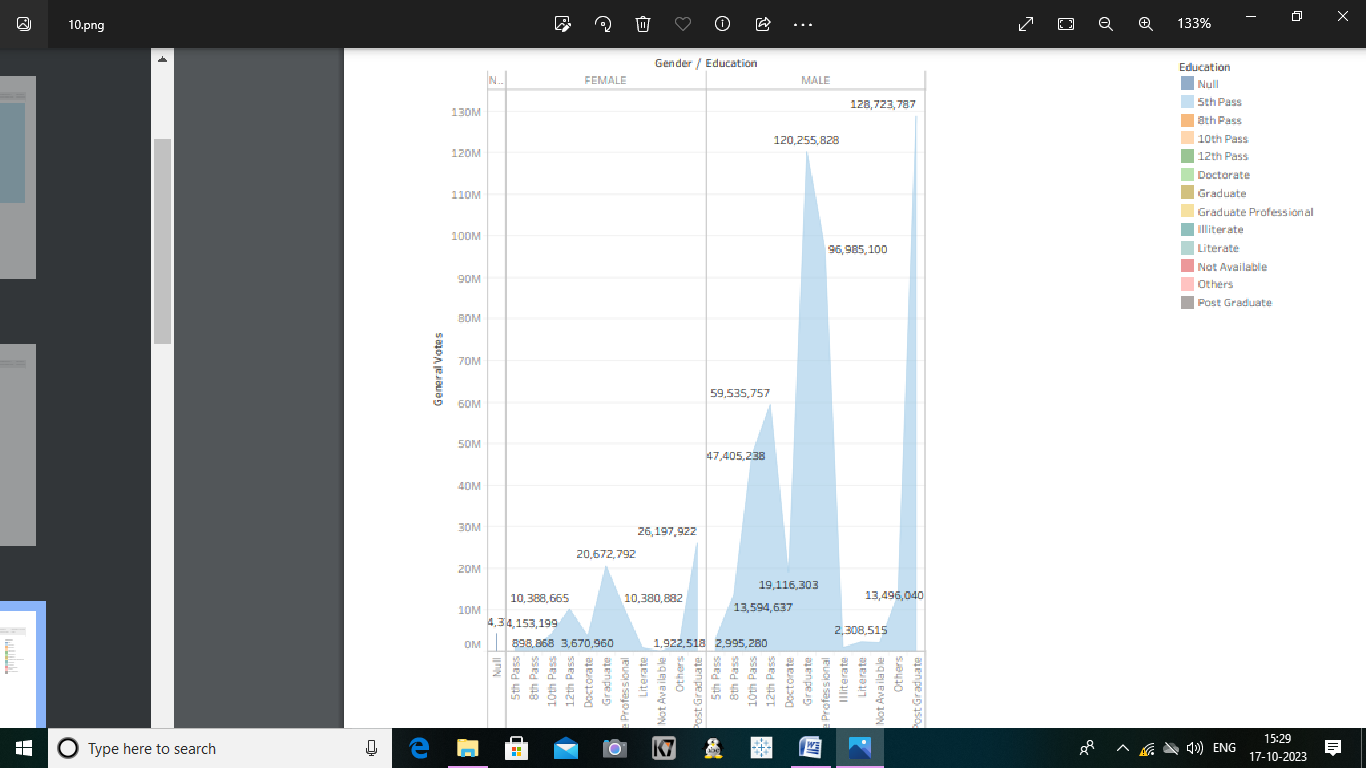 10.png
133%
Gender / Education
N..
FEMALE
MALE
General Votes
130M
120M
110M
100M
90M
80M
70M
60M
50M
40M
30M
20M
10M
0M
4,3
4,153,199
898,868
10,388,665
3,670,960
20,672,792
10,380,882
1,922,518
26,197,922
2,995,280
13,594,637
47,405,238
59,535,757
19,116,303
120,255,828
96,985,100
2,308,515
13,496,040
128,723,787
Null
5th Pass
8th Pass
10th Pass
12th Pass
Doctorate
Graduate
e Professional
Literate
Not Available
Others
Post Graduate
5th Pass
8th Pass
10th Pass
12th Pass
Doctorate
Graduate
e Professional
Illiterate
Literate
Not Available
Others
Post Graduate
Education
Null
5th Pass
8th Pass
10th Pass
12th Pass
Doctorate
Graduate
Graduate Professional
Illiterate
Literate
Not Available
Others
Post Graduate
Type here to search
ENG
15:29
17-10-2023